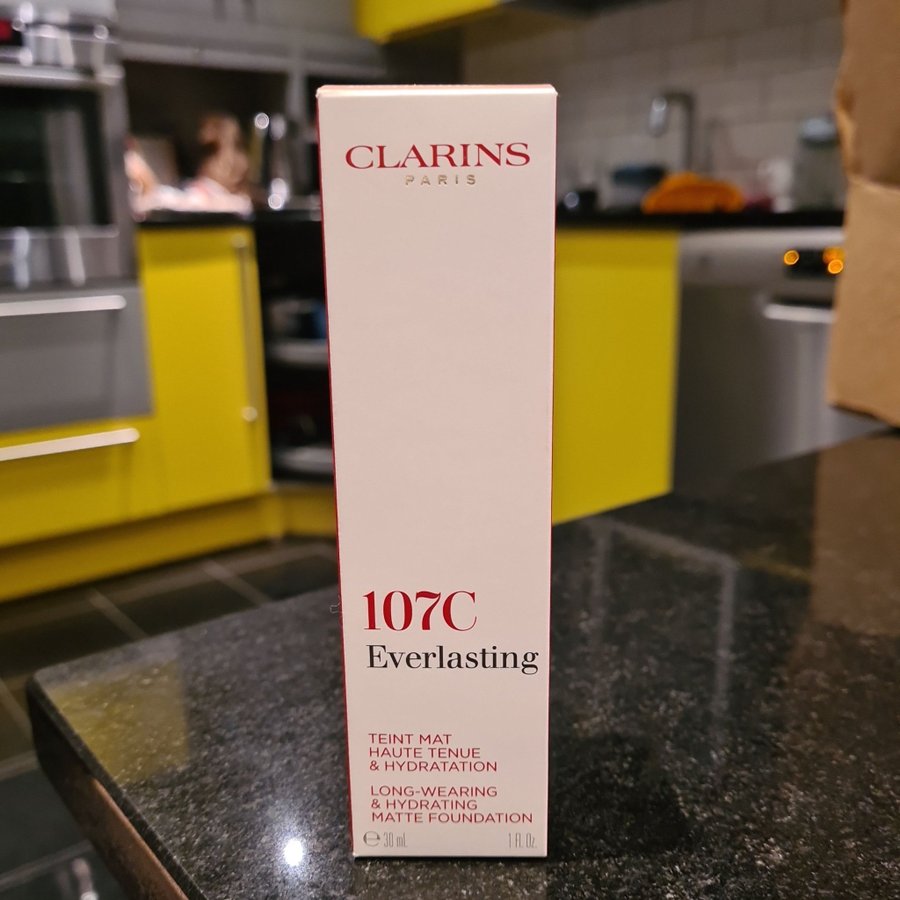 CLARINS
PARIS
107C
Everlasting
TEINT MAT
HAUTE TENUE
& HYDRATATION
LONG-WEARING
& HYDRATING
MATTE FOUNDATION
℮ 30 mL 1 Fl. Oz.